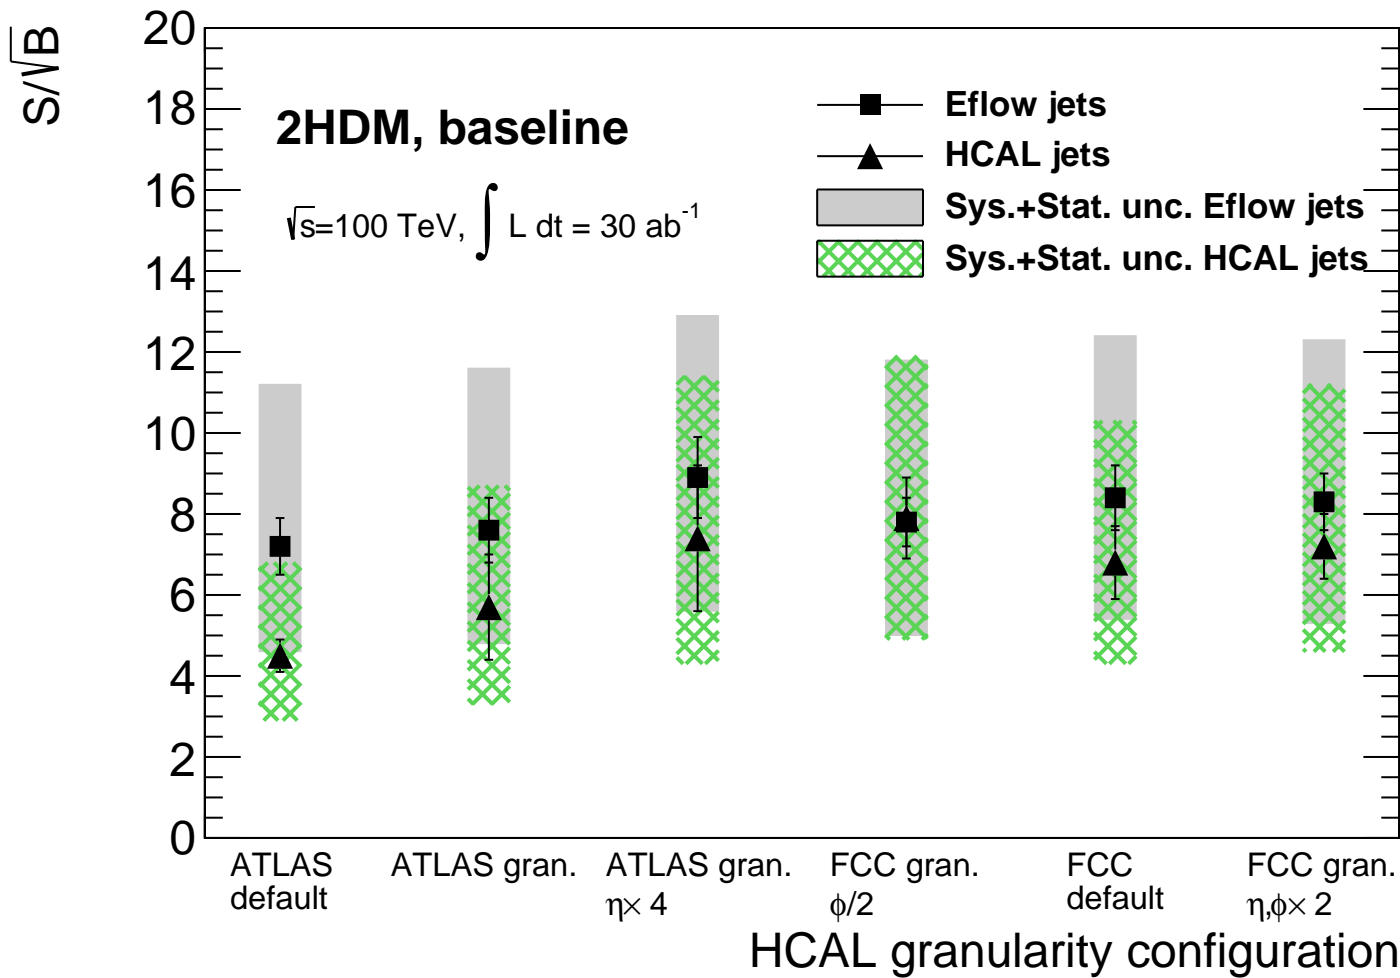 S/√B
20
18
16
14
12
10
8
6
4
2
0
2HDM, baseline
√s=100 TeV, ∫ L dt = 30 ab⁻¹
Eflow jets
HCAL jets
Sys.+Stat. unc. Eflow jets
Sys.+Stat. unc. HCAL jets
ATLAS
default
ATLAS gran.
ATLAS gran.
η× 4
FCC gran.
ϕ/2
FCC
default
FCC gran.
η,ϕ× 2
HCAL granularity configuration